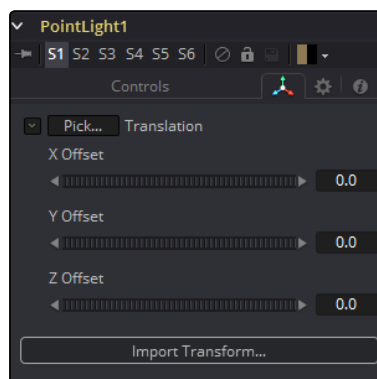 PointLight1
S1 S2 S3 S4 S5 S6
Controls
Pick... Translation
X Offset
0.0
Y Offset
0.0
Z Offset
0.0
Import Transform...